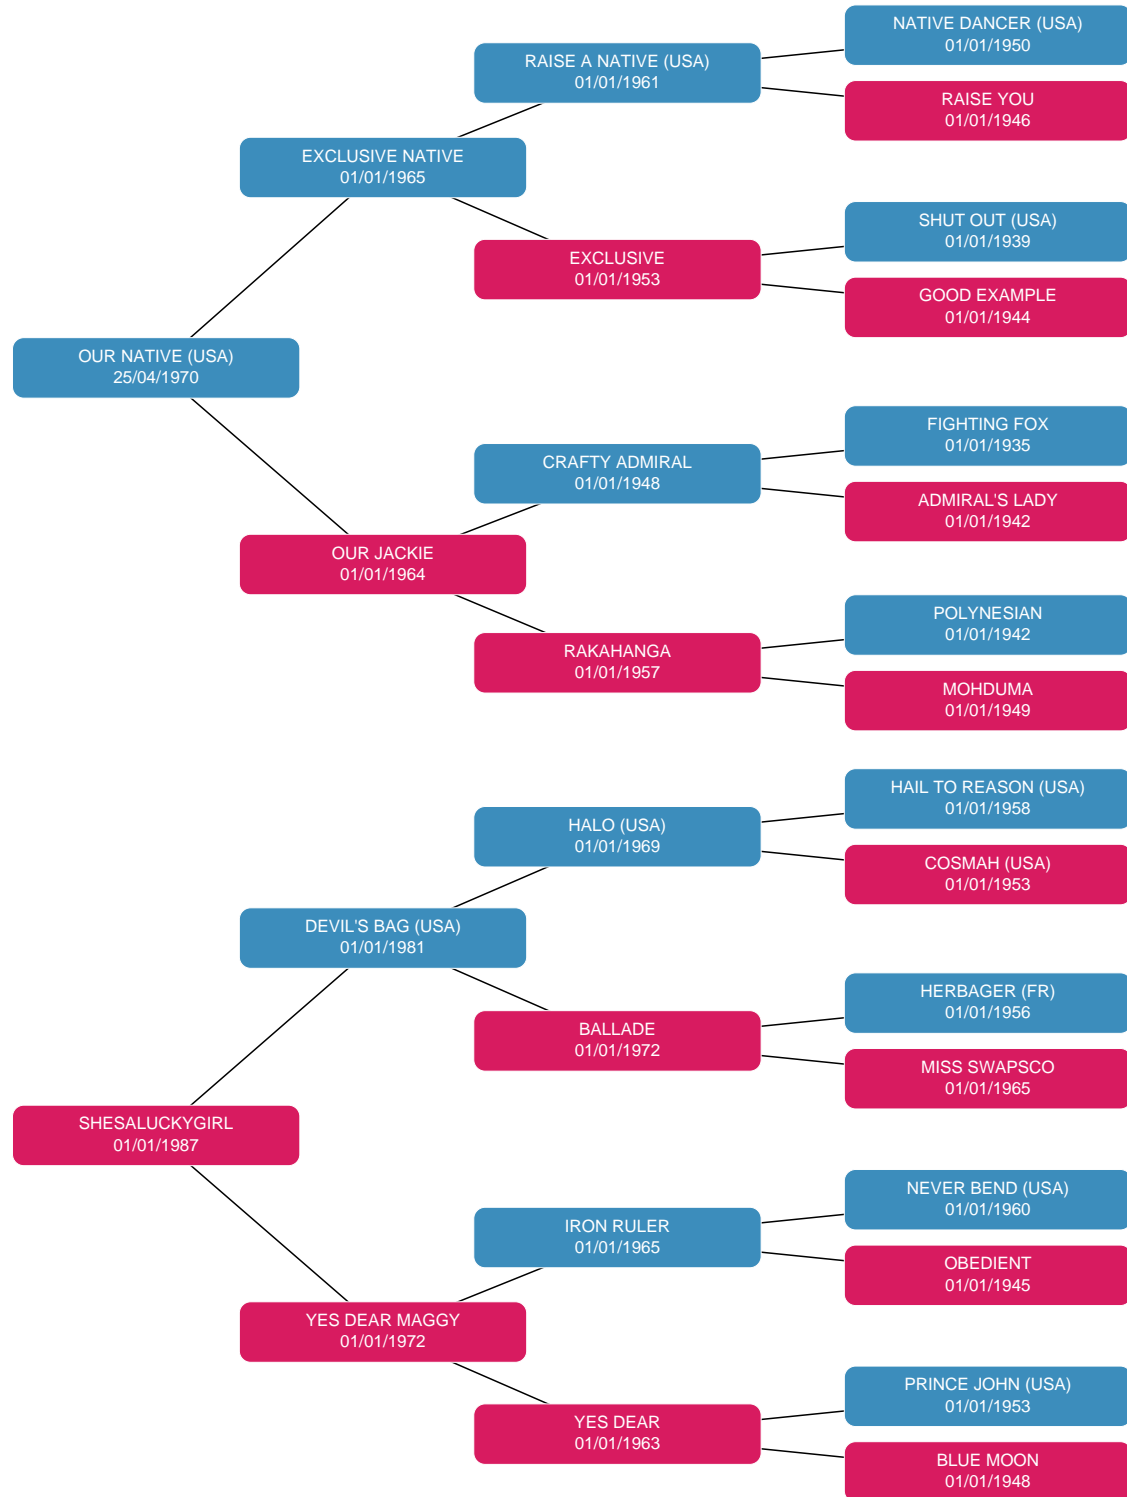 NATIVE DANCER (USA)
01/01/1950
RAISE A NATIVE (USA)
01/01/1961
RAISE YOU
01/01/1946
EXCLUSIVE NATIVE
01/01/1965
SHUT OUT (USA)
01/01/1939
EXCLUSIVE
01/01/1953
GOOD EXAMPLE
01/01/1944
OUR NATIVE (USA)
25/04/1970
FIGHTING FOX
01/01/1935
CRAFTY ADMIRAL
01/01/1948
ADMIRAL'S LADY
01/01/1942
OUR JACKIE
01/01/1964
POLYNESIAN
01/01/1942
RAKAHANGA
01/01/1957
MOHDUMA
01/01/1949
HAIL TO REASON (USA)
01/01/1958
HALO (USA)
01/01/1969
COSMAH (USA)
01/01/1953
DEVIL'S BAG (USA)
01/01/1981
HERBAGER (FR)
01/01/1956
BALLADE
01/01/1972
MISS SWAPSCO
01/01/1965
SHESALUCKYGIRL
01/01/1987
NEVER BEND (USA)
01/01/1960
IRON RULER
01/01/1965
OBEDIENT
01/01/1945
YES DEAR MAGGY
01/01/1972
PRINCE JOHN (USA)
01/01/1953
YES DEAR
01/01/1963
BLUE MOON
01/01/1948